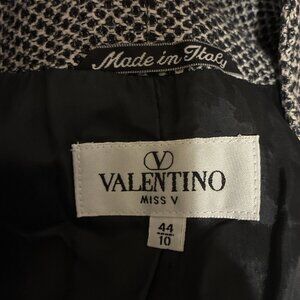 Made in Italy
V
VALENTINO
MISS V
44
10